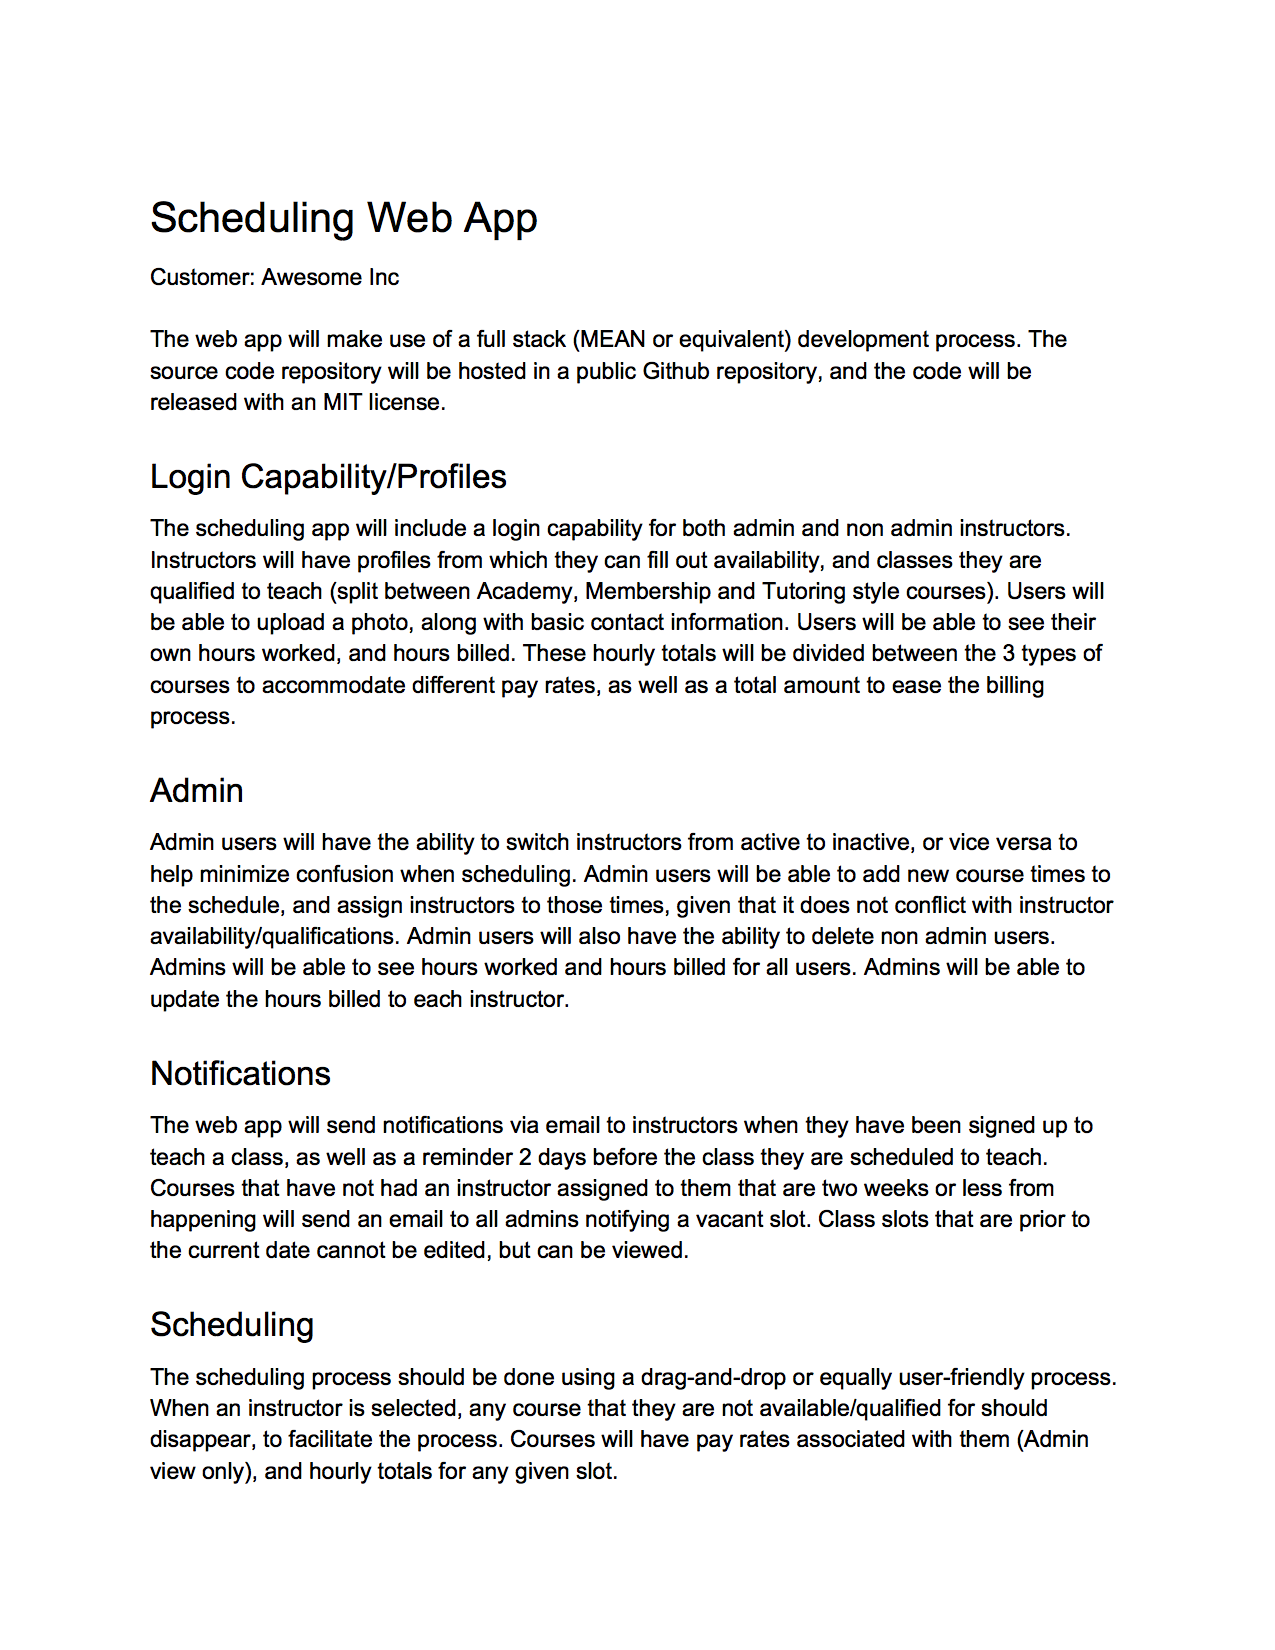 Scheduling Web App
Customer: Awesome Inc
The web app will make use of a full stack (MEAN or equivalent) development process. The
source code repository will be hosted in a public Github repository, and the code will be
released with an MIT license.
Login Capability/Profiles
The scheduling app will include a login capability for both admin and non admin instructors.
Instructors will have profiles from which they can fill out availability, and classes they are
qualified to teach (split between Academy, Membership and Tutoring style courses). Users will
be able to upload a photo, along with basic contact information. Users will be able to see their
own hours worked, and hours billed. These hourly totals will be divided between the 3 types of
courses to accommodate different pay rates, as well as a total amount to ease the billing
process.
Admin
Admin users will have the ability to switch instructors from active to inactive, or vice versa to
help minimize confusion when scheduling. Admin users will be able to add new course times to
the schedule, and assign instructors to those times, given that it does not conflict with instructor
availability/qualifications. Admin users will also have the ability to delete non admin users.
Admins will be able to see hours worked and hours billed for all users. Admins will be able to
update the hours billed to each instructor.
Notifications
The web app will send notifications via email to instructors when they have been signed up to
teach a class, as well as a reminder 2 days before the class they are scheduled to teach.
Courses that have not had an instructor assigned to them that are two weeks or less from
happening will send an email to all admins notifying a vacant slot. Class slots that are prior to
the current date cannot be edited, but can be viewed.
Scheduling
The scheduling process should be done using a drag-and-drop or equally user-friendly process.
When an instructor is selected, any course that they are not available/qualified for should
disappear, to facilitate the process. Courses will have pay rates associated with them (Admin
view only), and hourly totals for any given slot.